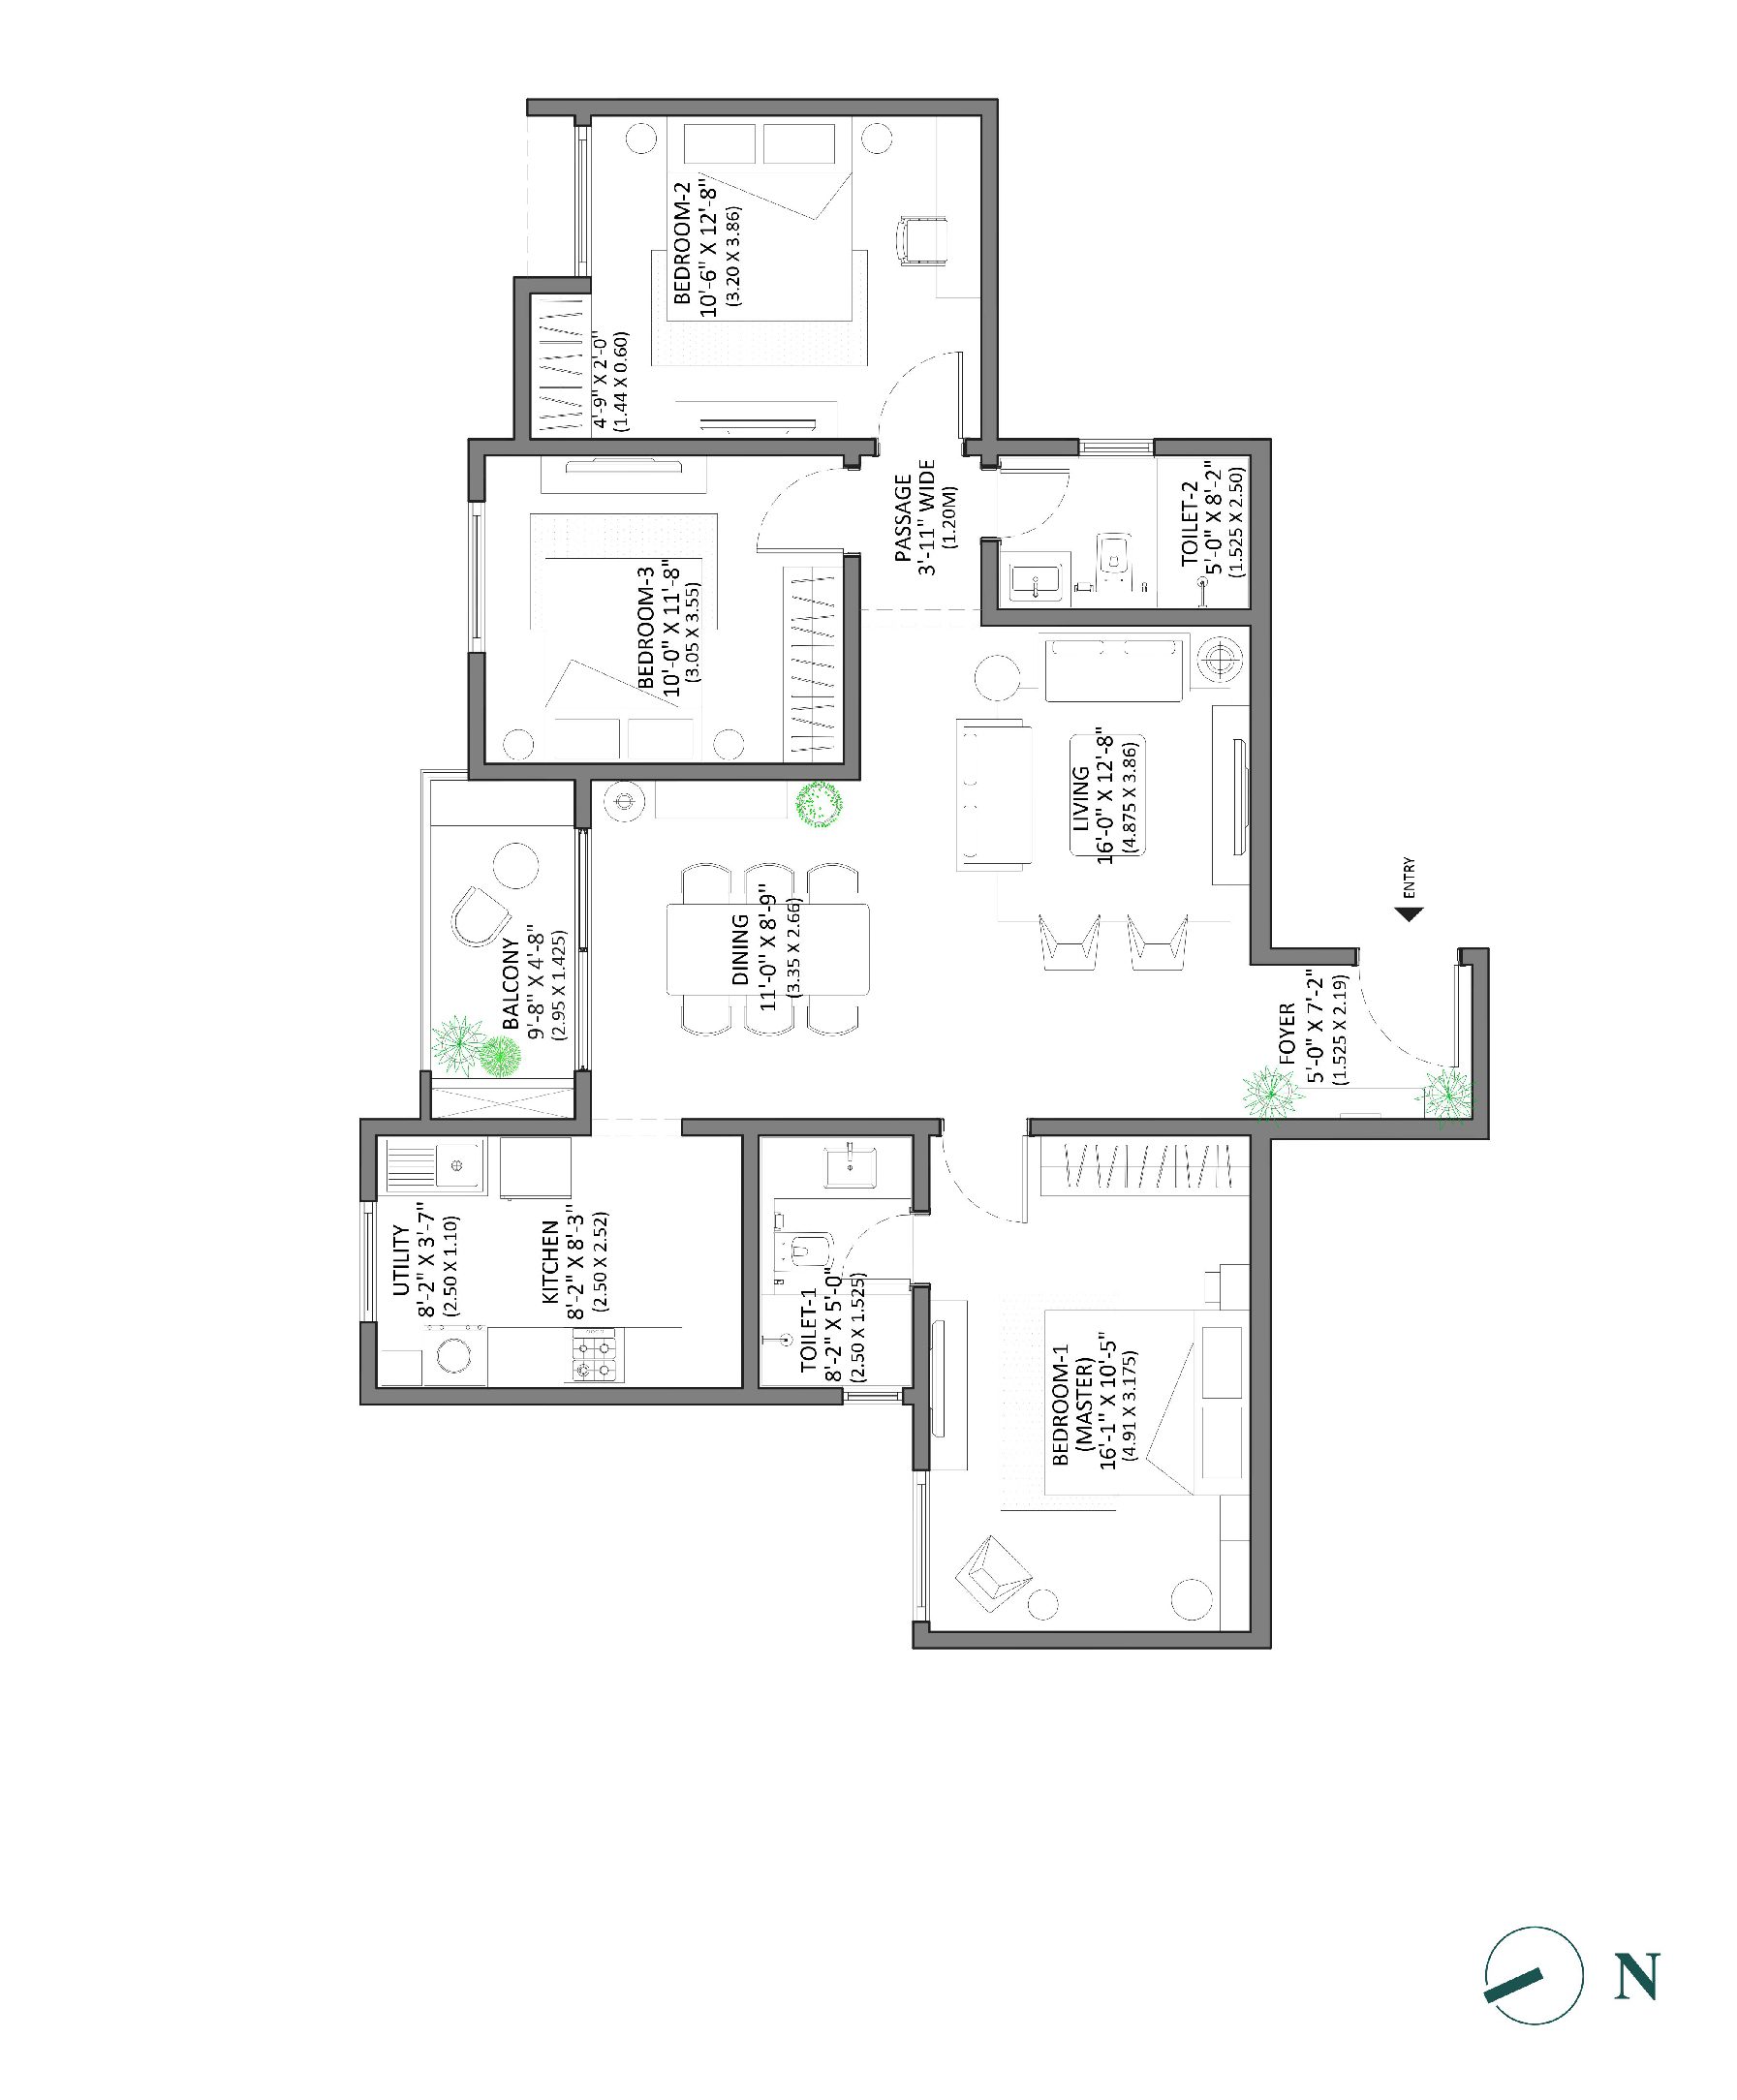 BEDROOM-2
10'-6" X 12'-8"
(3.20 X 3.86)
4'-9" X 2'-0"
(1.44 X 0.60)
BEDROOM-3
10'-0" X 11'-8"
(3.05 X 3.55)
PASSAGE
3'-11" WIDE
(1.20M)
TOILET-2
5'-0" X 8'-2"
(1.525 X 2.50)
LIVING
16'-0" X 12'-8"
(4.875 X 3.86)
ENTRY
DINING
11'-0" X 8'-9"
(3.35 X 2.66)
BALCONY
9'-8" X 4'-8"
(2.95 X 1.425)
FOYER
5'-0" X 7'-2"
(1.525 X 2.19)
UTILITY
8'-2" X 3'-7"
(2.50 X 1.10)
KITCHEN
8'-2" X 8'-3"
(2.50 X 2.52)
TOILET-1
8'-2" X 5'-0"
(2.50 X 1.525)
BEDROOM-1
(MASTER)
16'-1" X 10'-5"
(4.91 X 3.175)
N